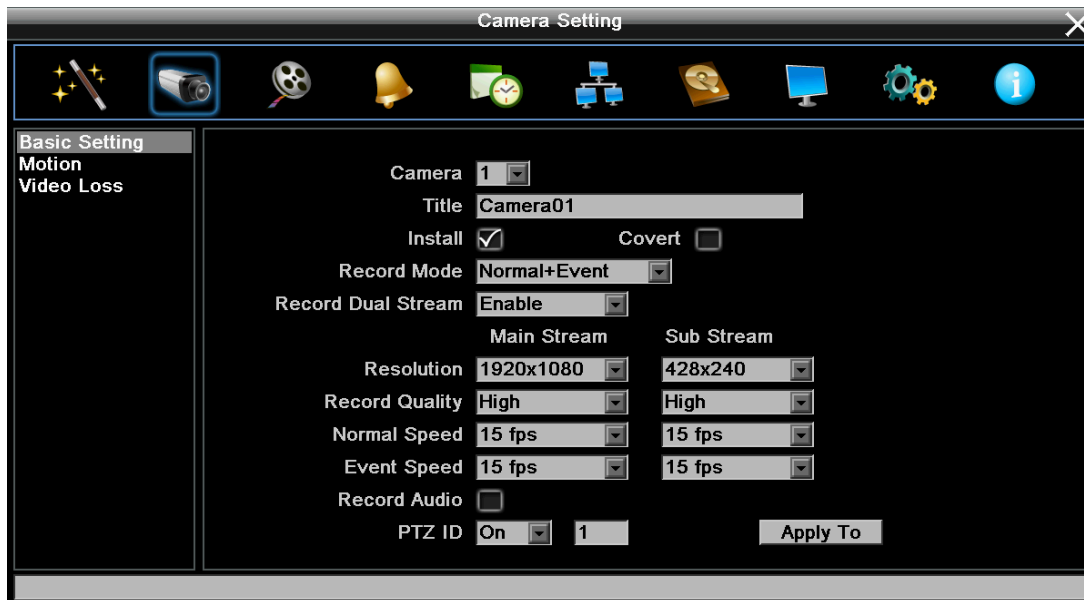 Camera Setting
Basic Setting
Motion
Video Loss
Camera 1
Title Camera01
Install Covert
Record Mode Normal+Event
Record Dual Stream Enable
Main Stream Sub Stream
Resolution 1920x1080 428x240
Record Quality High High
Normal Speed 15 fps 15 fps
Event Speed 15 fps 15 fps
Record Audio
PTZ ID On 1 Apply To